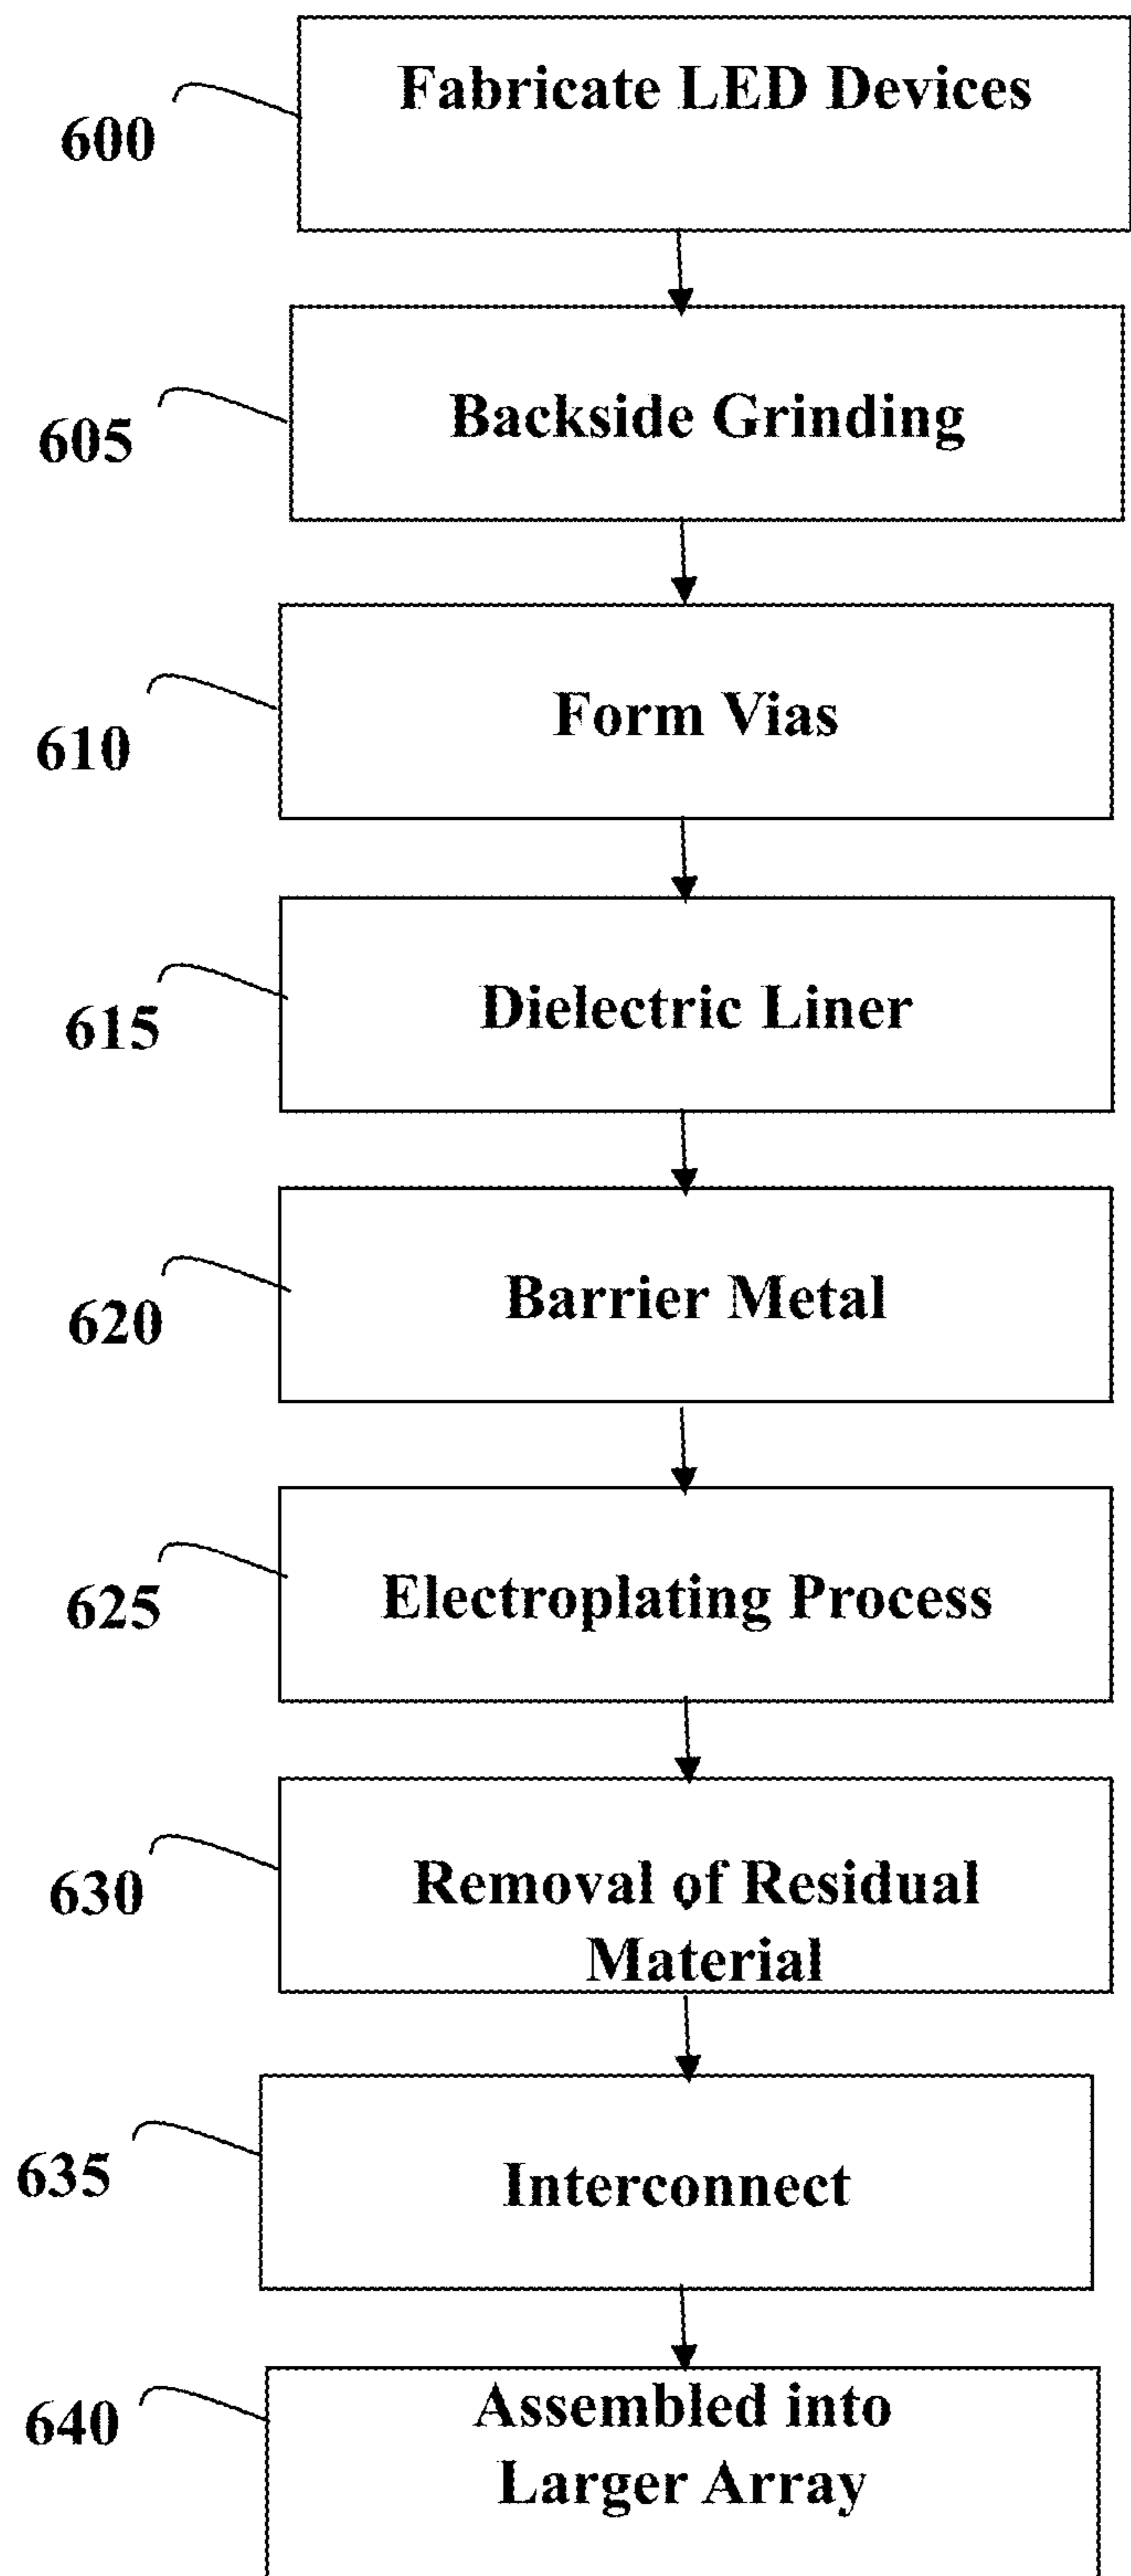 Fabricate LED Devices
600
Backside Grinding
605
Form Vias
610
Dielectric Liner
615
Barrier Metal
620
Electroplating Process
625
Removal of Residual
Material
630
Interconnect
635
Assembled into
Larger Array
640